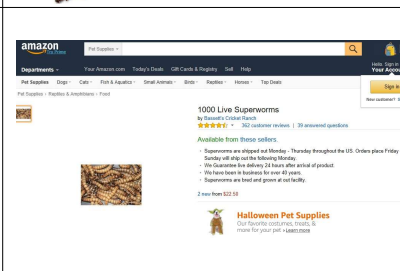 amazon
Pet Supplies
Hello. Sign in
Departments
Your Amazon.com Today's Deals Gift Cards & Registry Sell Help
Your Accou
Pet Supplies Dogs Cats Fish & Aquatics Small Animals Birds Reptiles Horses Top Deals
Sign in
New customer? S
Pet Supplies › Reptiles & Amphibians › Food
1000 Live Superworms
by Bassett's Cricket Ranch
362 customer reviews | 39 answered questions
Available from these sellers.
Superworms are shipped out Monday - Thursday throughout the US. Orders place Friday
Sunday will ship out the following Monday.
We Guarantee live delivery 24 hours after arrival of product.
We have been in business for over 40 years.
Superworms are bred and grown at out facility.
2 new from $22.50
Halloween Pet Supplies
Our favorite costumes, treats, &
more for your pet ›Learn more